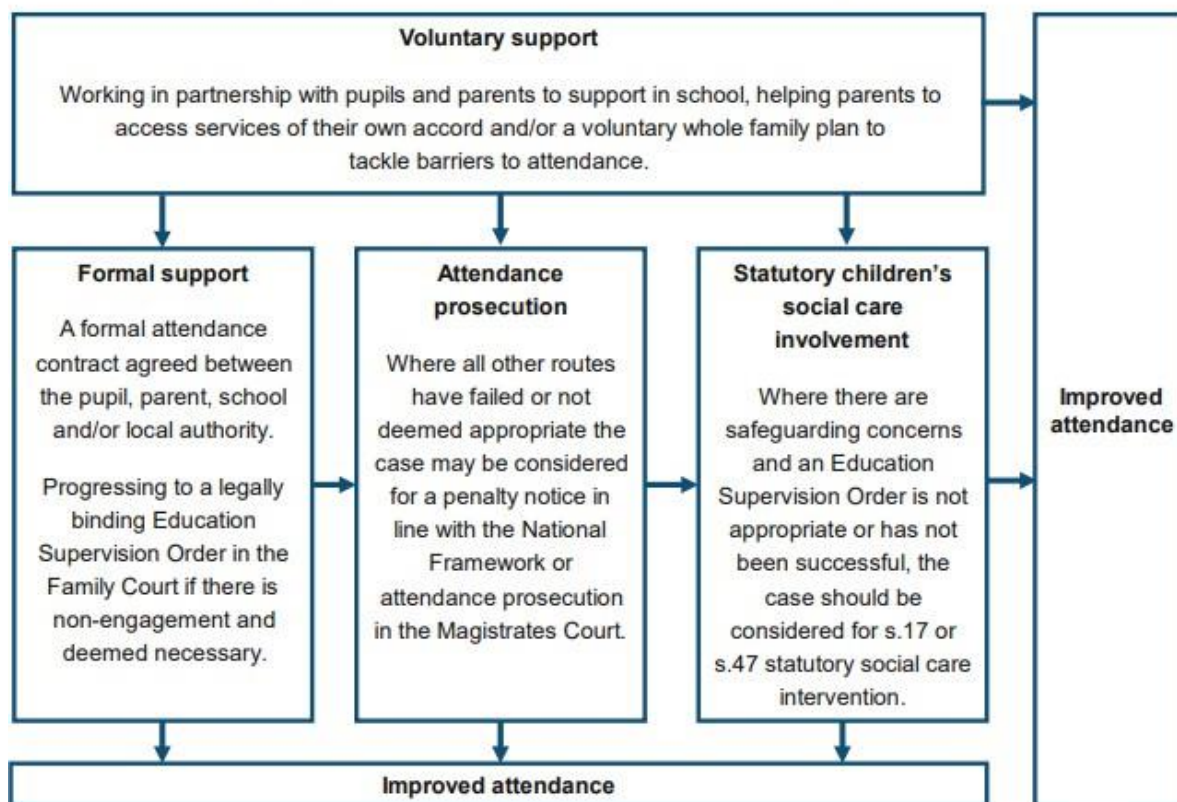 Voluntary support
Working in partnership with pupils and parents to support in school, helping parents to
access services of their own accord and/or a voluntary whole family plan to
tackle barriers to attendance.
Formal support
A formal attendance
contract agreed between
the pupil, parent, school
and/or local authority.
Progressing to a legally
binding Education
Supervision Order in the
Family Court if there is
non-engagement and
deemed necessary.
Attendance
prosecution
Where all other routes
have failed or not
deemed appropriate the
case may be considered
for a penalty notice in
line with the National
Framework or
attendance prosecution
in the Magistrates Court.
Statutory children's
social care
involvement
Where there are
safeguarding concerns
and an Education
Supervision Order is not
appropriate or has not
been successful, the
case should be
considered for s.17 or
s.47 statutory social care
intervention.
Improved
attendance
Improved attendance